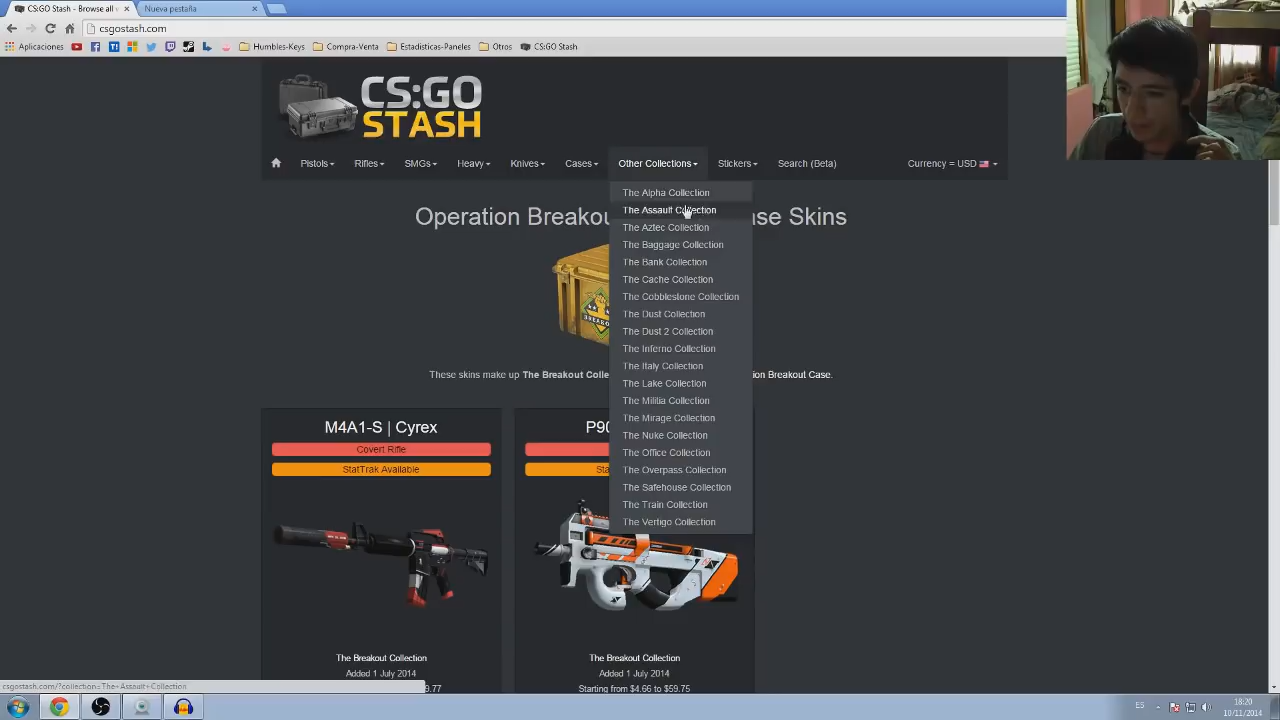 CS:GO Stash - Browse all
Nueva pestaña
csgostash.com
Aplicaciones
Humbles-Keys
Compra-Venta
Estadísticas-Paneles
Otros
CS:GO Stash
CS:GO
STASH
Pistols
Rifles
SMGs
Heavy
Knives
Cases
Other Collections
Stickers
Search (Beta)
Currency = USD
The Alpha Collection
The Assault Collection
The Aztec Collection
The Baggage Collection
The Bank Collection
The Cache Collection
The Cobblestone Collection
The Dust Collection
The Dust 2 Collection
The Inferno Collection
The Italy Collection
The Lake Collection
The Militia Collection
The Mirage Collection
The Nuke Collection
The Office Collection
The Overpass Collection
The Safehouse Collection
The Train Collection
The Vertigo Collection
Operation Breakou se Skins
These skins make up The Breakout Colle ion Breakout Case.
M4A1-S | Cyrex
Covert Rifle
StatTrak Available
P90
Sta
The Breakout Collection
Added 1 July 2014
9.77
The Breakout Collection
Added 1 July 2014
Starting from $4.66 to $59.75
csgostash.com/?collection=The+Assault+Collection
ES
18:20
10/11/2014